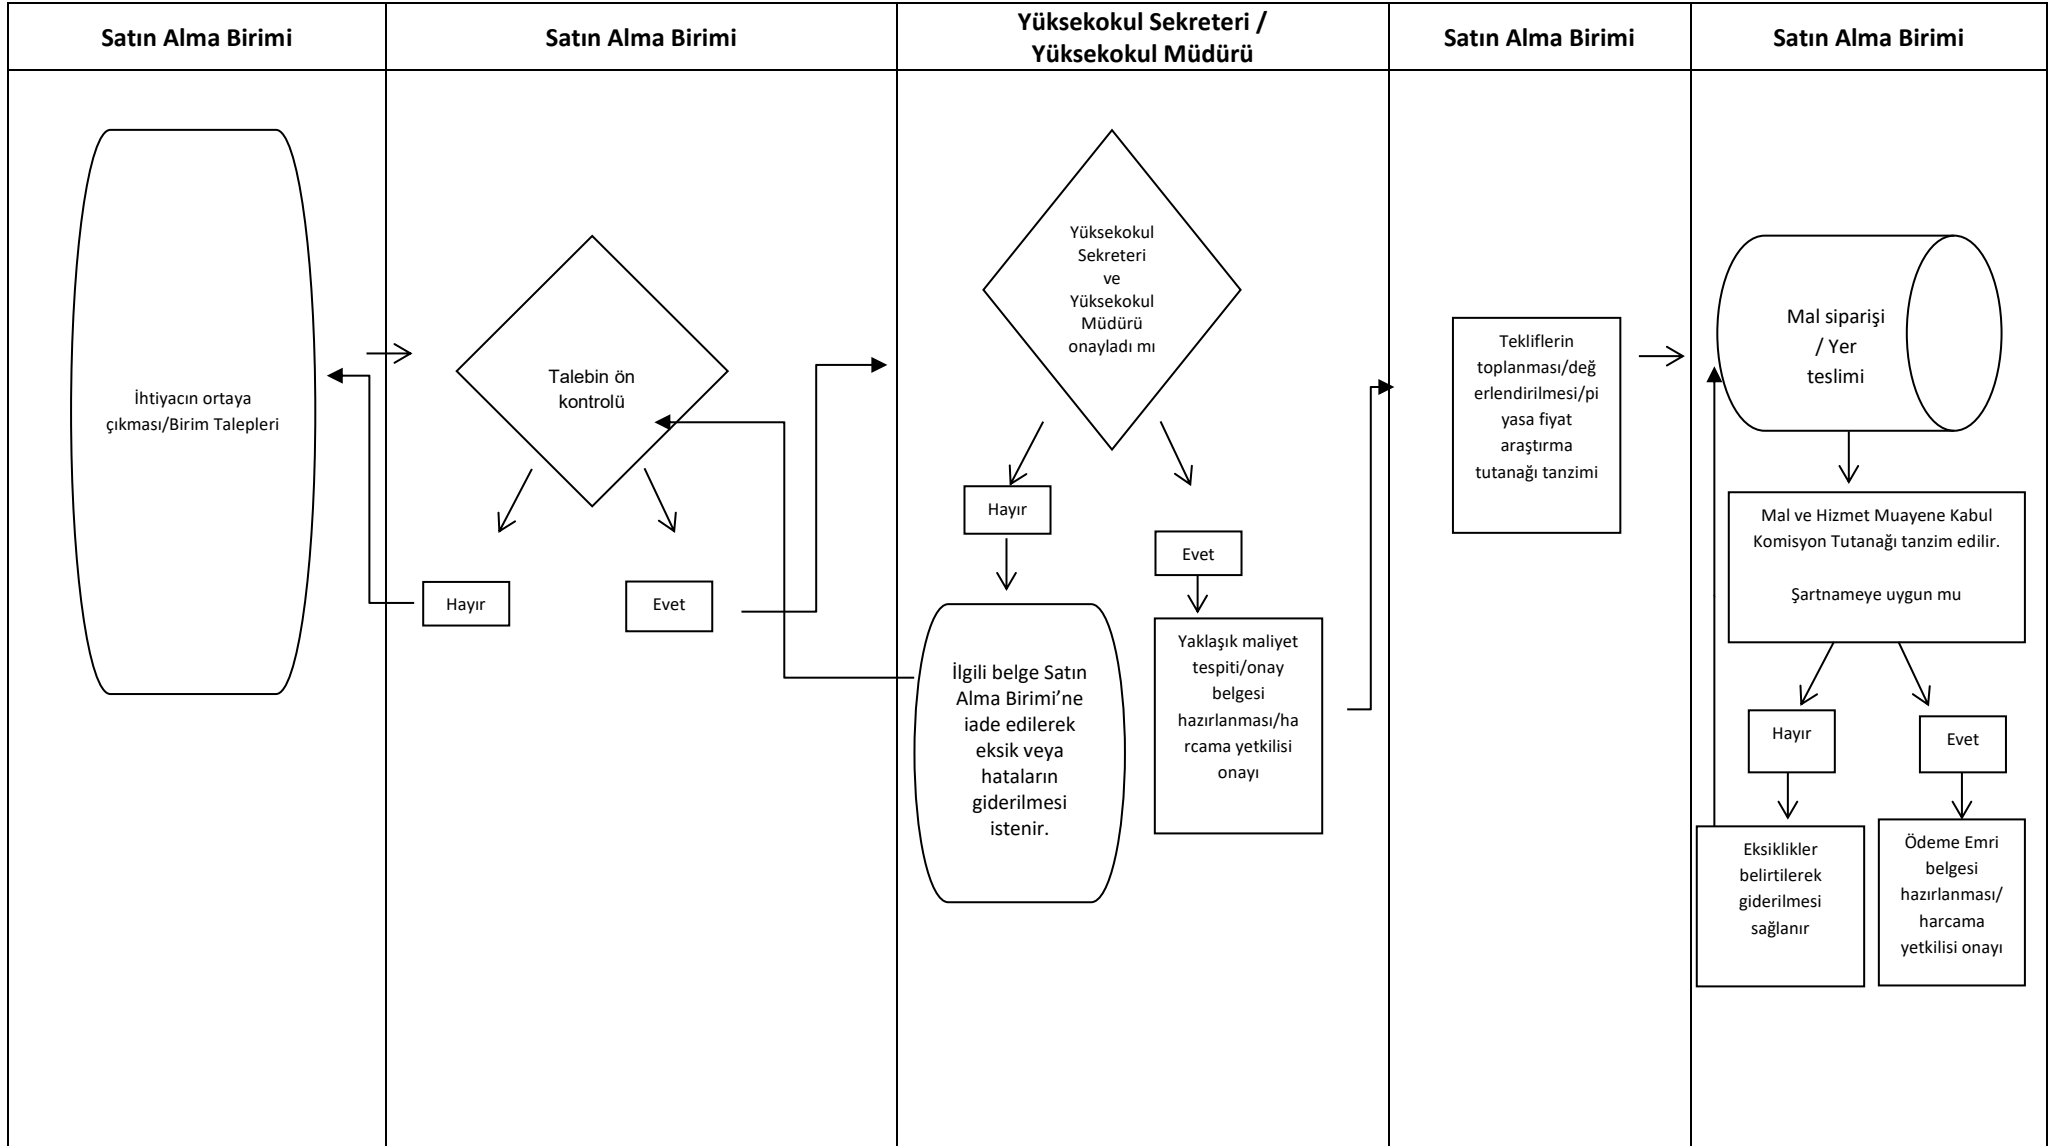 Satın Alma Birimi
Satın Alma Birimi
Yüksekokul Sekreteri /
Yüksekokul Müdürü
Satın Alma Birimi
Satın Alma Birimi
İhtiyacın ortaya
çıkması/Birim Talepleri
Talebin ön
kontrolü
Hayır
Evet
Yüksekokul
Sekreteri
ve
Yüksekokul
Müdürü
onayladı mı
Hayır
Evet
İlgili belge Satın
Alma Birimi’ne
iade edilerek
eksik veya
hataların
giderilmesi
istenir.
Yaklaşık maliyet
tespiti/onay
belgesi
hazırlanması/ha
rcama yetkilisi
onayı
Tekliflerin
toplanması/değ
erlendirilmesi/pi
yasa fiyat
araştırma
tutanağı tanzimi
Mal siparişi
/ Yer
teslimi
Mal ve Hizmet Muayene Kabul
Komisyon Tutanağı tanzim edilir.
Şartnameye uygun mu
Hayır
Evet
Eksiklikler
belirtilerek
giderilmesi
sağlanır
Ödeme Emri
belgesi
hazırlanması/
harcama
yetkilisi onayı